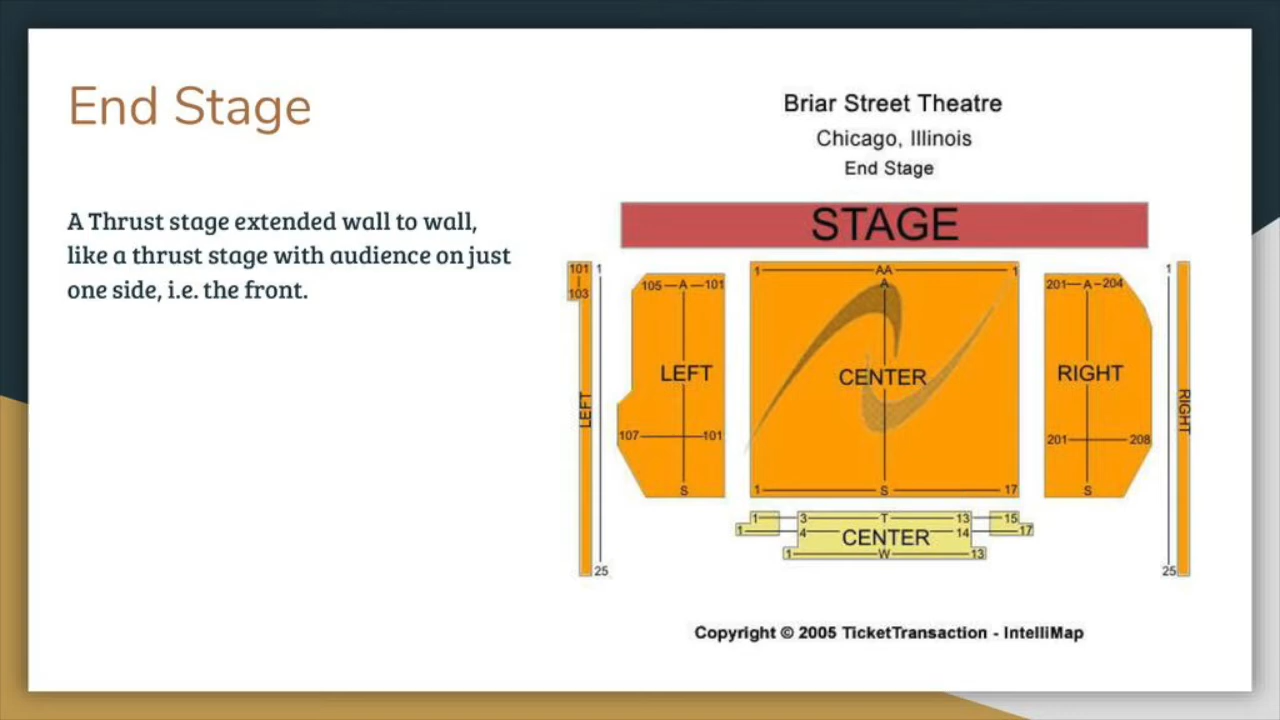 End Stage
A Thrust stage extended wall to wall,
like a thrust stage with audience on just
one side, i.e. the front.
Briar Street Theatre
Chicago, Illinois
End Stage
STAGE
101
103
1
LEFT
25
105 A 101
LEFT
107 101
S
1 AA 1
A
CENTER
1 S 17
1 3 T 13 15
1 4 CENTER 14 17
1 W 13
201 A 204
RIGHT
201 208
S
1
RIGHT
25
Copyright © 2005 TicketTransaction - IntelliMap